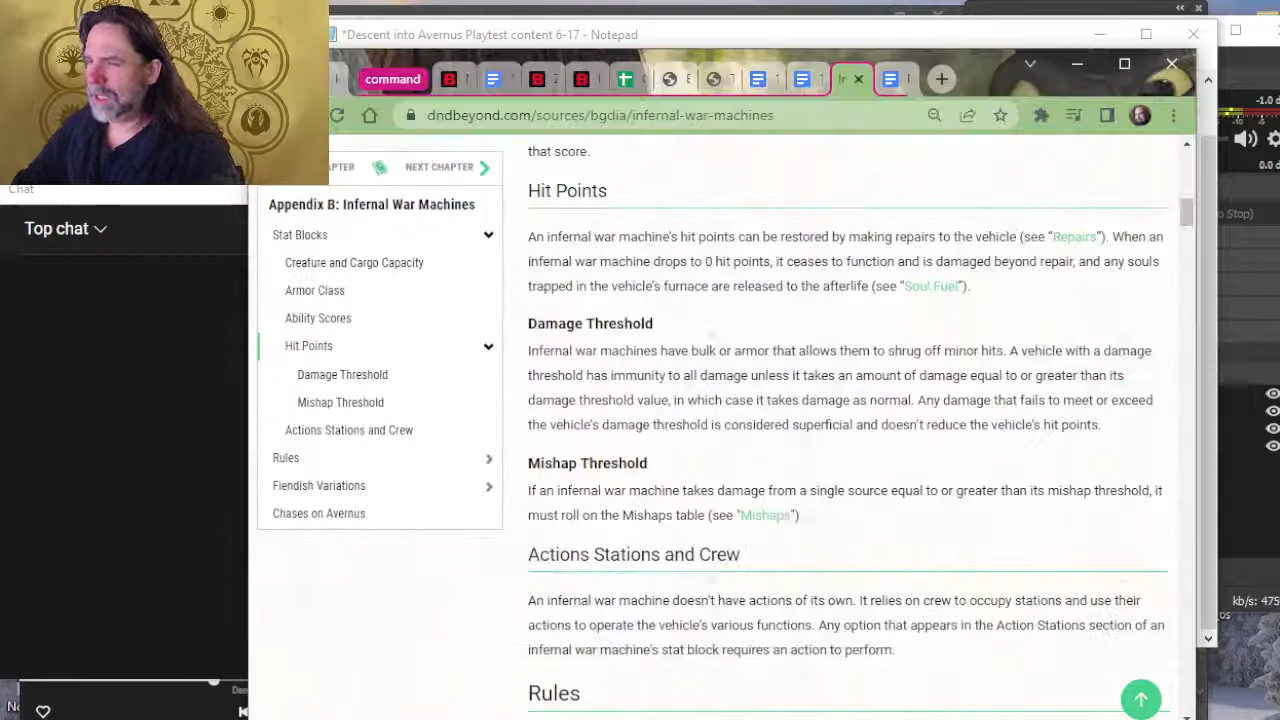 *Descent into Avernus Playtest content 6-17 - Notepad
command
dndbeyond.com/sources/bgdia/infernal-war-machines
-1.0 d
0.0 d
Chat
Top chat
NEXT CHAPTER
Appendix B: Infernal War Machines
Stat Blocks
Creature and Cargo Capacity
Armor Class
Ability Scores
Hit Points
Damage Threshold
Mishap Threshold
Actions Stations and Crew
Rules
Fiendish Variations
Chases on Avernus
that score.
Hit Points
An infernal war machine's hit points can be restored by making repairs to the vehicle (see “Repairs”). When an
infernal war machine drops to 0 hit points, it ceases to function and is damaged beyond repair, and any souls
trapped in the vehicle's furnace are released to the afterlife (see “Soul Fuel”).
Damage Threshold
Infernal war machines have bulk or armor that allows them to shrug off minor hits. A vehicle with a damage
threshold has immunity to all damage unless it takes an amount of damage equal to or greater than its
damage threshold value, in which case it takes damage as normal. Any damage that fails to meet or exceed
the vehicle's damage threshold is considered superficial and doesn't reduce the vehicle's hit points.
Mishap Threshold
If an infernal war machine takes damage from a single source equal to or greater than its mishap threshold, it
must roll on the Mishaps table (see "Mishaps")
Actions Stations and Crew
An infernal war machine doesn't have actions of its own. It relies on crew to occupy stations and use their
actions to operate the vehicle's various functions. Any option that appears in the Action Stations section of an
infernal war machine's stat block requires an action to perform.
Rules
o Stop)
kb/s: 475